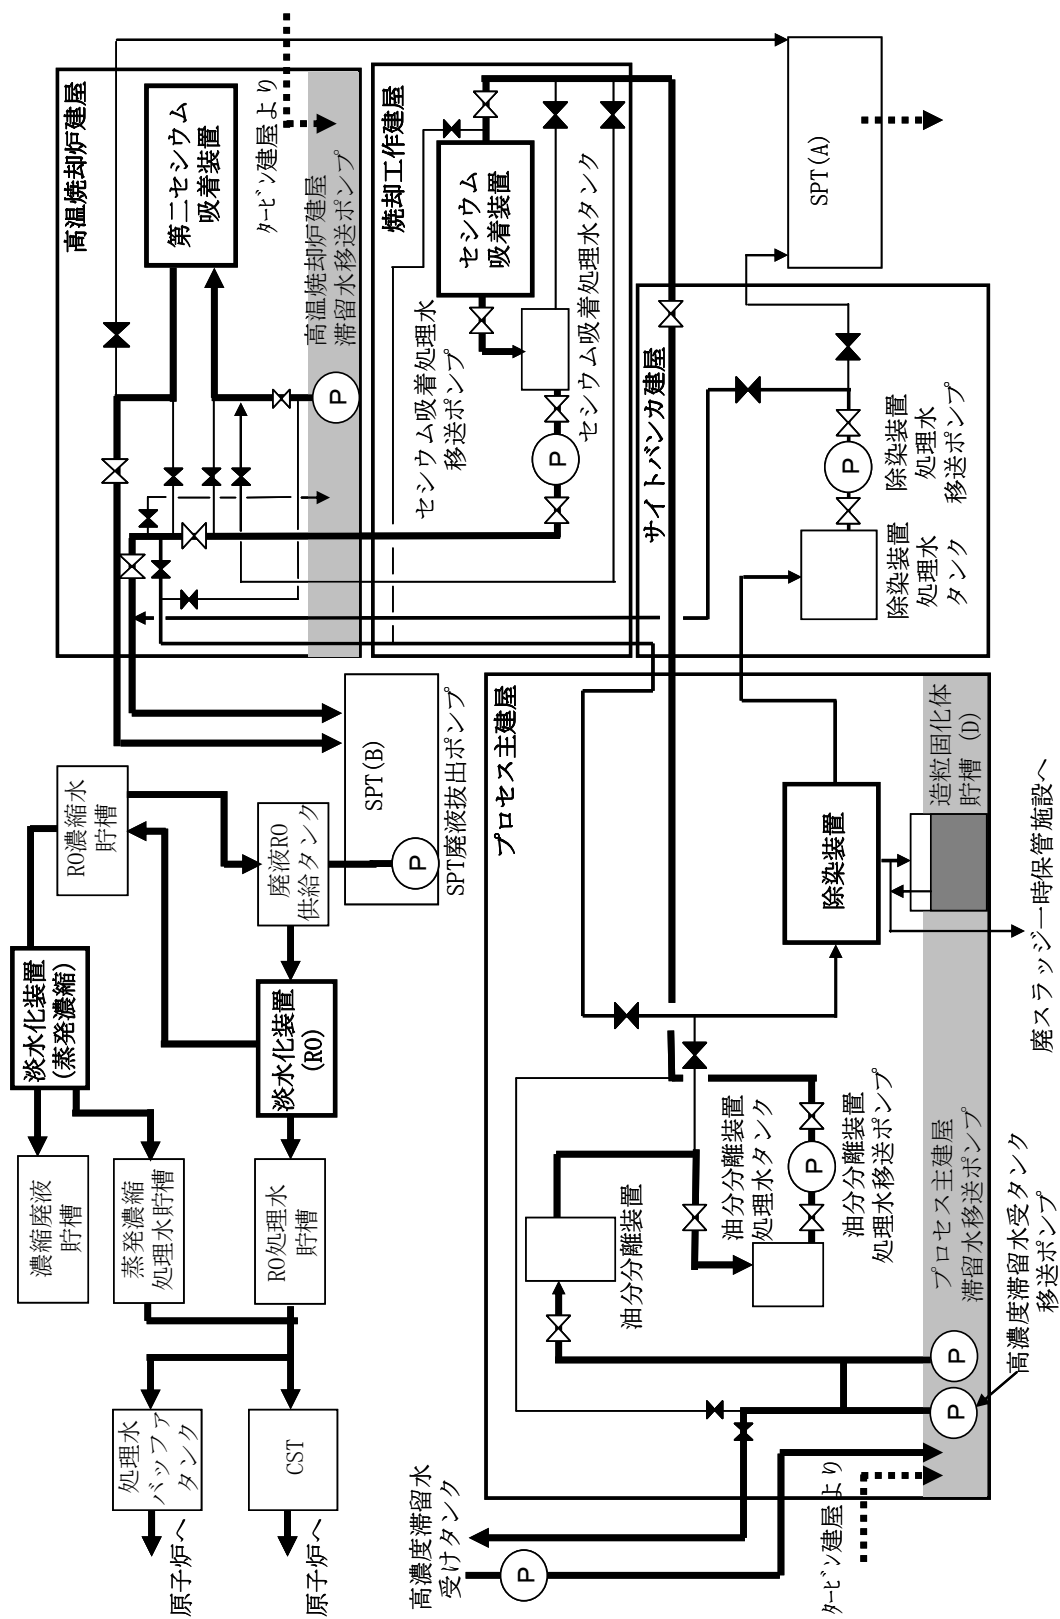 原子炉へ
処理水
バッファ
タンク
原子炉へ
CST
濃縮廃液
貯槽
蒸発濃縮
処理水貯槽
RO処理水
貯槽
淡水化装置
(蒸発濃縮)
淡水化装置
(RO)
RO濃縮水
貯槽
廃液RO
供給タンク
SPT(B)
P
SPT廃液抜出ポンプ
高温焼却炉建屋
第二セシウム
吸着装置
タービン建屋より
高温焼却炉建屋
滞留水移送ポンプ
P
焼却工作建屋
セシウム
吸着装置
セシウム吸着処理水
移送ポンプ
P
セシウム吸着処理水タンク
サイトバンカ建屋
除染装置
処理水
タンク
P
除染装置
処理水
移送ポンプ
SPT(A)
高濃度滞留水
受けタンク
P
プロセス主建屋
油分分離装置
油分分離装置
処理水タンク
P
油分分離装置
処理水移送ポンプ
除染装置
造粒固化体
貯槽 (D)
タービン建屋より
P
P
プロセス主建屋
滞留水移送ポンプ
高濃度滞留水受タンク
移送ポンプ
廃スラッジ一時保管施設へ